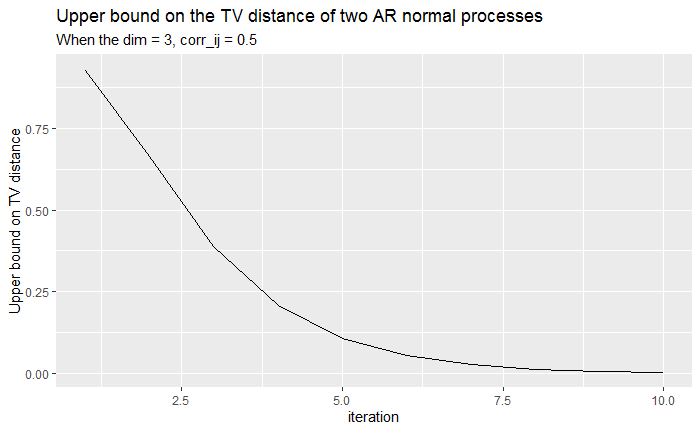 Upper bound on the TV distance of two AR normal processes
When the dim = 3, corr_ij = 0.5
Upper bound on TV distance
0.75
0.50
0.25
0.00
2.5
5.0
7.5
10.0
iteration